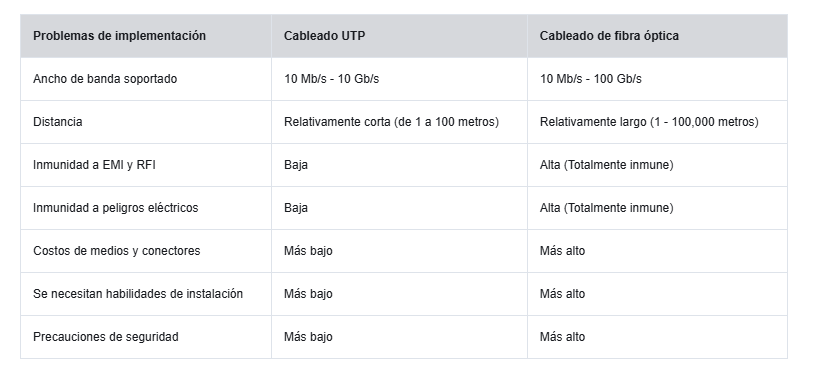 Problemas de implementación Cableado UTP Cableado de fibra óptica
Ancho de banda soportado 10 Mb/s - 10 Gb/s 10 Mb/s - 100 Gb/s
Distancia Relativamente corta (de 1 a 100 metros) Relativamente largo (1 - 100,000 metros)
Inmunidad a EMI y RFI Baja Alta (Totalmente inmune)
Inmunidad a peligros eléctricos Baja Alta (Totalmente inmune)
Costos de medios y conectores Más bajo Más alto
Se necesitan habilidades de instalación Más bajo Más alto
Precauciones de seguridad Más bajo Más alto